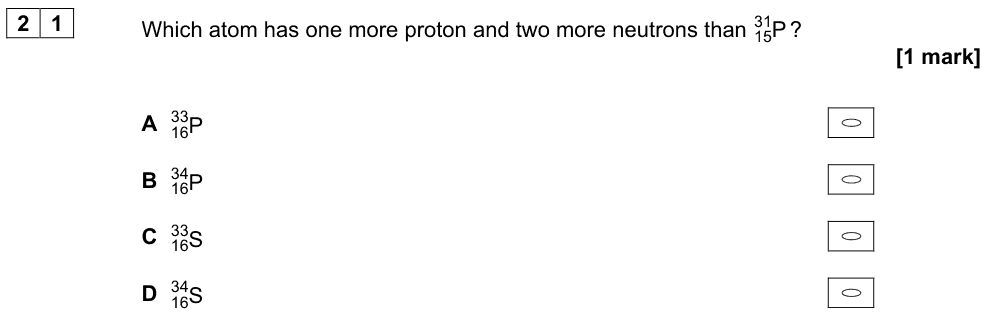 2 1 Which atom has one more proton and two more neutrons than ³¹₁₅P ?
[1 mark]
A ³³₁₆P
B ³⁴₁₆P
C ³³₁₆S
D ³⁴₁₆S